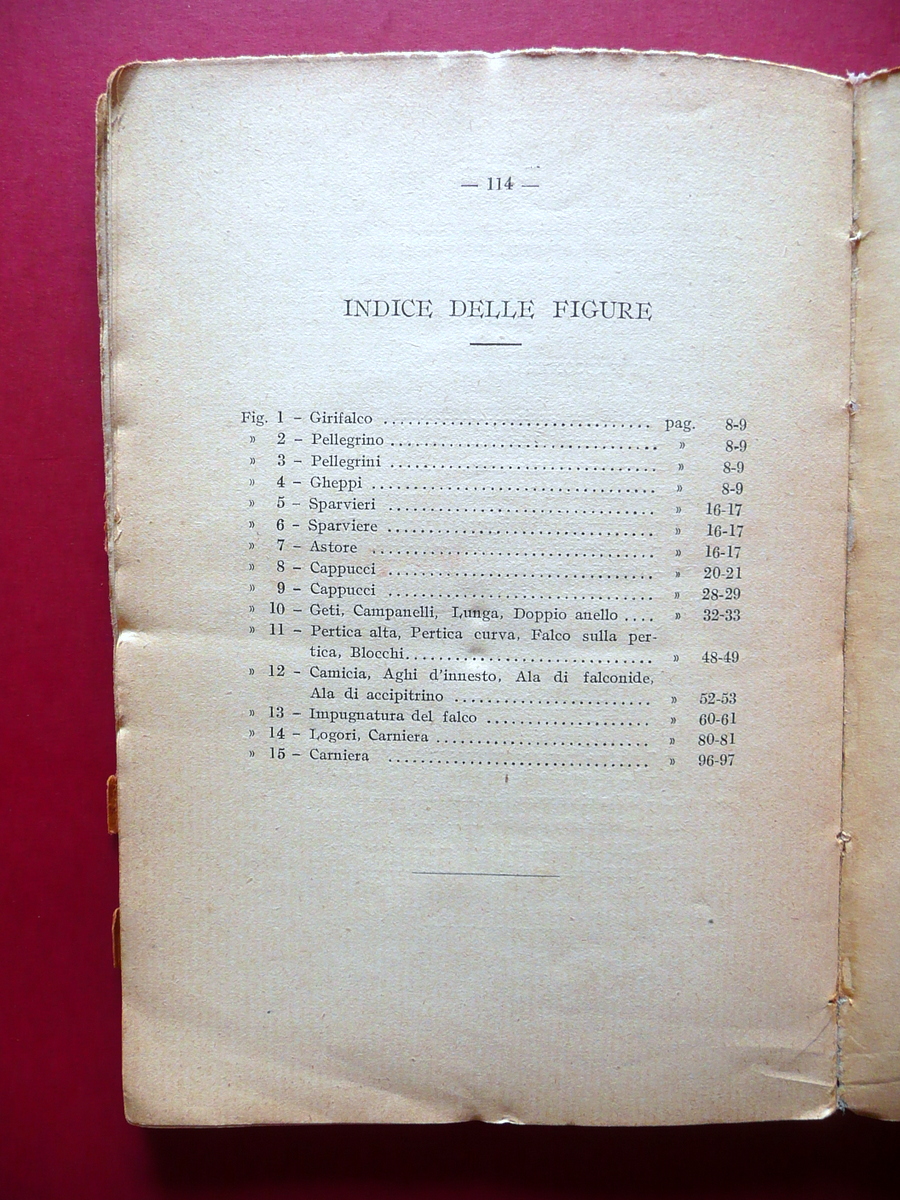 — 114 —
INDICE DELLE FIGURE
Fig. 1 – Girifalco ........................................ pag. 8-9
» 2 – Pellegrino ........................................ » 8-9
» 3 – Pellegrini ........................................ » 8-9
» 4 – Gheppi ........................................ » 8-9
» 5 – Sparvieri ........................................ » 16-17
» 6 – Sparviere ........................................ » 16-17
» 7 – Astore ........................................ » 16-17
» 8 – Cappucci ........................................ » 20-21
» 9 – Cappucci ........................................ » 28-29
» 10 – Geti, Campanelli, Lunga, Doppio anello .... » 32-33
» 11 – Pertica alta, Pertica curva, Falco sulla per-
tica, Blocchi................................... » 48-49
» 12 – Camicia, Aghi d'innesto, Ala di falconide,
Ala di accipitrino ............................ » 52-53
» 13 – Impugnatura del falco ........................ » 60-61
» 14 – Logori, Carniera ............................... » 80-81
» 15 – Carniera ...................................... » 96-97